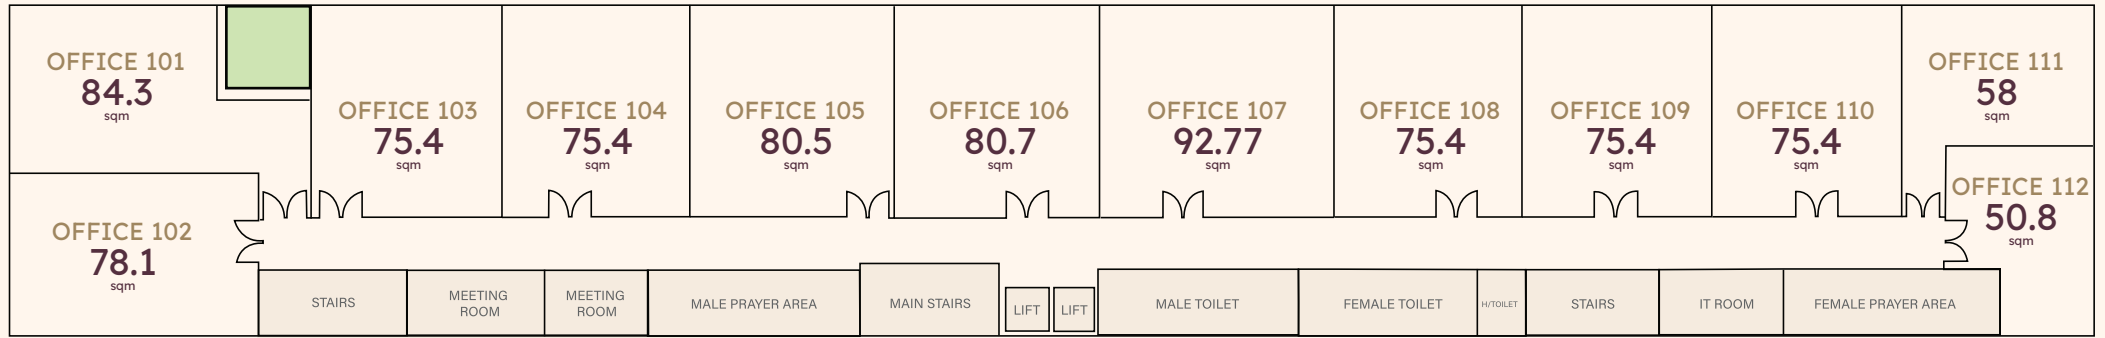 OFFICE 101
84.3
sqm
OFFICE 102
78.1
sqm
OFFICE 103
75.4
sqm
OFFICE 104
75.4
sqm
OFFICE 105
80.5
sqm
OFFICE 106
80.7
sqm
OFFICE 107
92.77
sqm
OFFICE 108
75.4
sqm
OFFICE 109
75.4
sqm
OFFICE 110
75.4
sqm
OFFICE 111
58
sqm
OFFICE 112
50.8
sqm
STAIRS
MEETING
ROOM
MEETING
ROOM
MALE PRAYER AREA
MAIN STAIRS
LIFT
LIFT
MALE TOILET
FEMALE TOILET
H/TOILET
STAIRS
IT ROOM
FEMALE PRAYER AREA